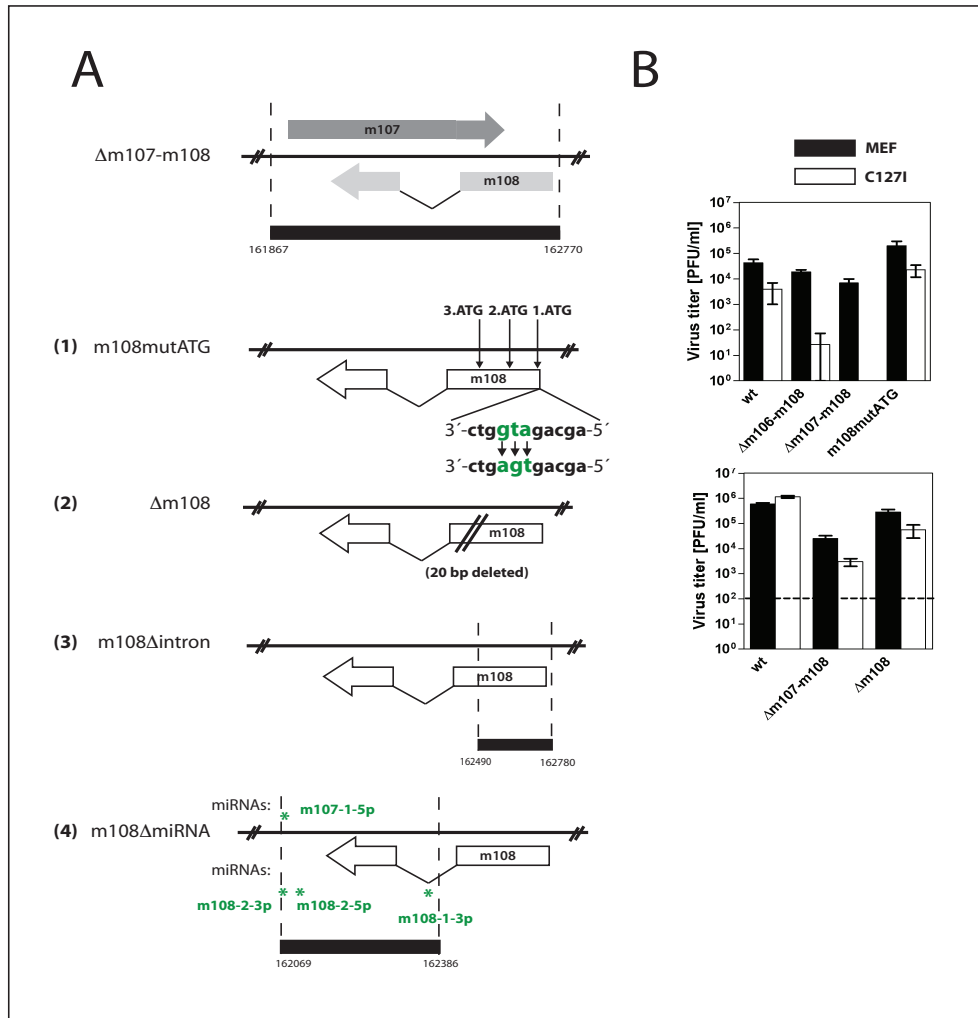 A
m107
Δm107-m108
m108
161867
162770
3.ATG 2.ATG 1.ATG
(1) m108mutATG
m108
3´-ctggtagacga-5´
3´-ctgagtgacga-5´
(2) Δm108
m108
(20 bp deleted)
(3) m108Δintron
m108
162490
162780
miRNAs: m107-1-5p
(4) m108ΔmiRNA
m108
miRNAs:
m108-2-3p m108-2-5p
m108-1-3p
162069
162386
B
MEF
C127I
Virus titer [PFU/ml]
10⁷
10⁶
10⁵
10⁴
10³
10²
10¹
10⁰
wt
Δm106-m108
Δm107-m108
m108mutATG
Virus titer [PFU/ml]
10⁷
10⁶
10⁵
10⁴
10³
10²
10¹
10⁰
wt
Δm107-m108
Δm108